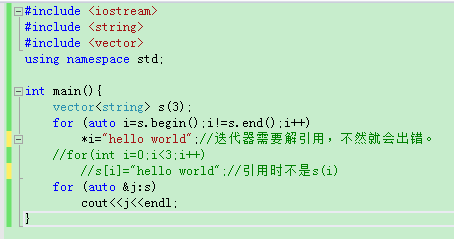 #include <iostream>
#include <string>
#include <vector>
using namespace std;
int main(){
vector<string> s(3);
for (auto i=s.begin();i!=s.end();i++)
*i="hello world";//迭代器需要解引用，不然就会出错。
//for(int i=0;i<3;i++)
//s[i]="hello world";//引用时不是s(i)
for (auto &j:s)
cout<<j<<endl;
}